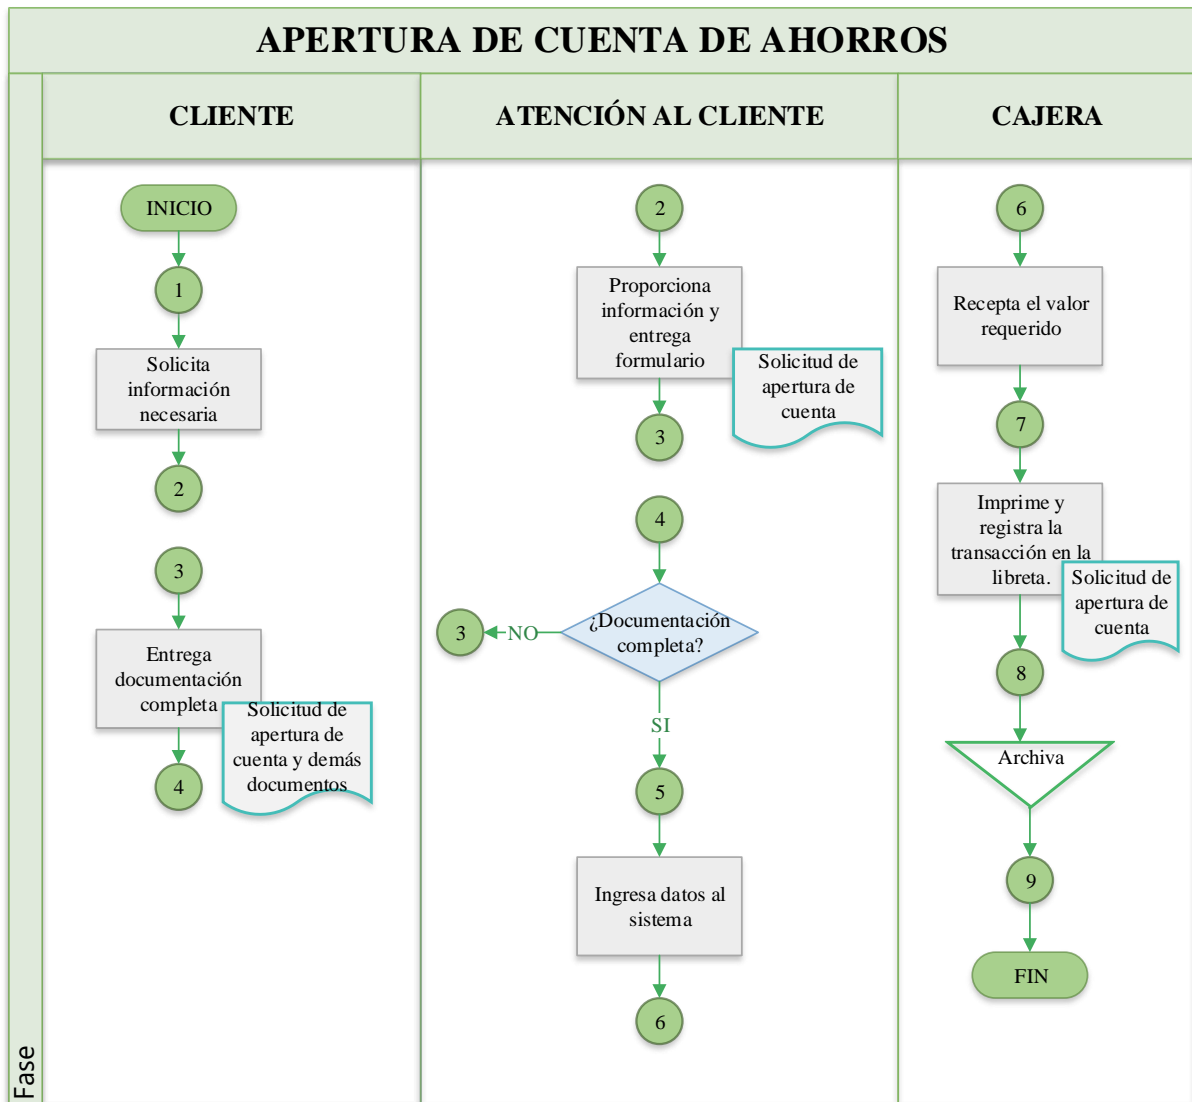 APERTURA DE CUENTA DE AHORROS
Fase
CLIENTE
ATENCIÓN AL CLIENTE
CAJERA
INICIO
1
Solicita
información
necesaria
2
3
Entrega
documentación
completa
Solicitud de
apertura de
cuenta y demás
documentos
4
2
Proporciona
información y
entrega
formulario
Solicitud de
apertura de
cuenta
3
4
¿Documentación
completa?
NO
3
SI
5
Ingresa datos al
sistema
6
6
Recepta el valor
requerido
7
Imprime y
registra la
transacción en la
libreta.
Solicitud de
apertura de
cuenta
8
Archiva
9
FIN